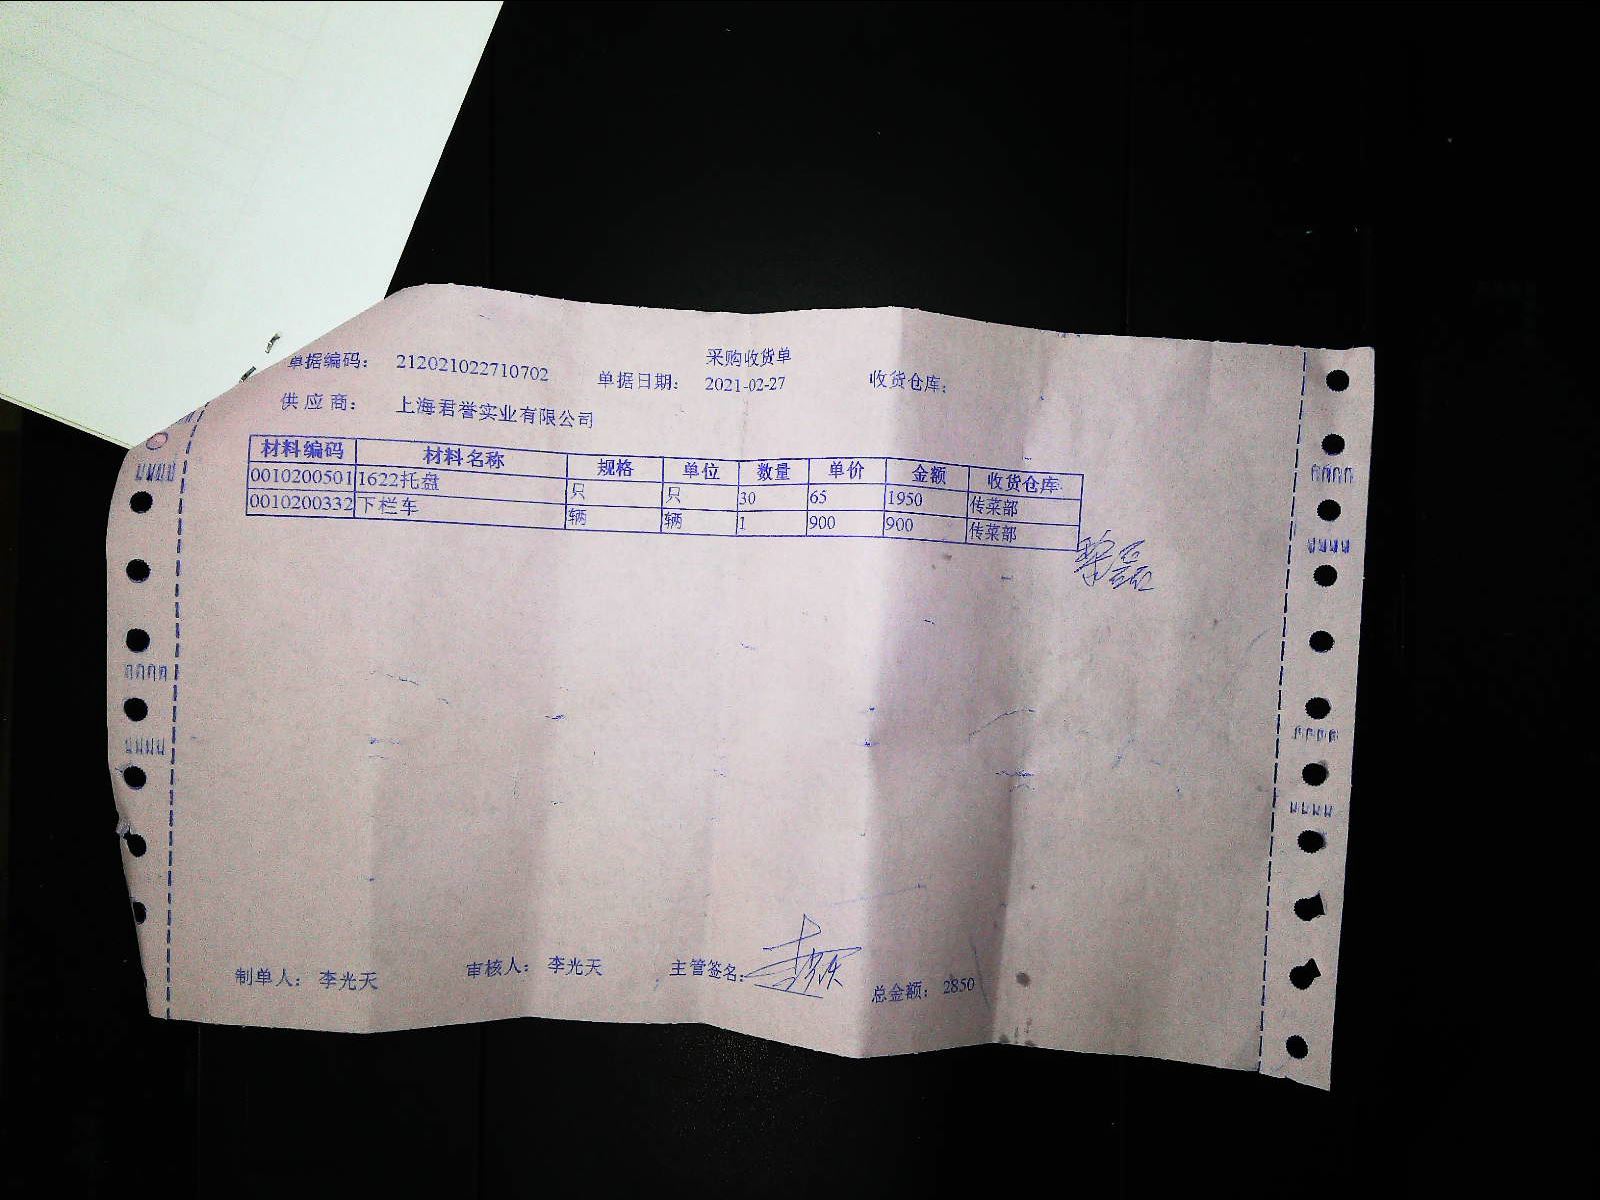 采购收货单
单据编码： 212021022710702 单据日期： 2021-02-27 收货仓库：
供应商： 上海君誉实业有限公司
材料编码 材料名称 规格 单位 数量 单价 金额 收货仓库
0010200501 1622托盘 只 只 30 65 1950 传菜部
0010200332 下栏车 辆 辆 1 900 900 传菜部
制单人： 李光天 审核人： 李光天 主管签名： 总金额： 2850